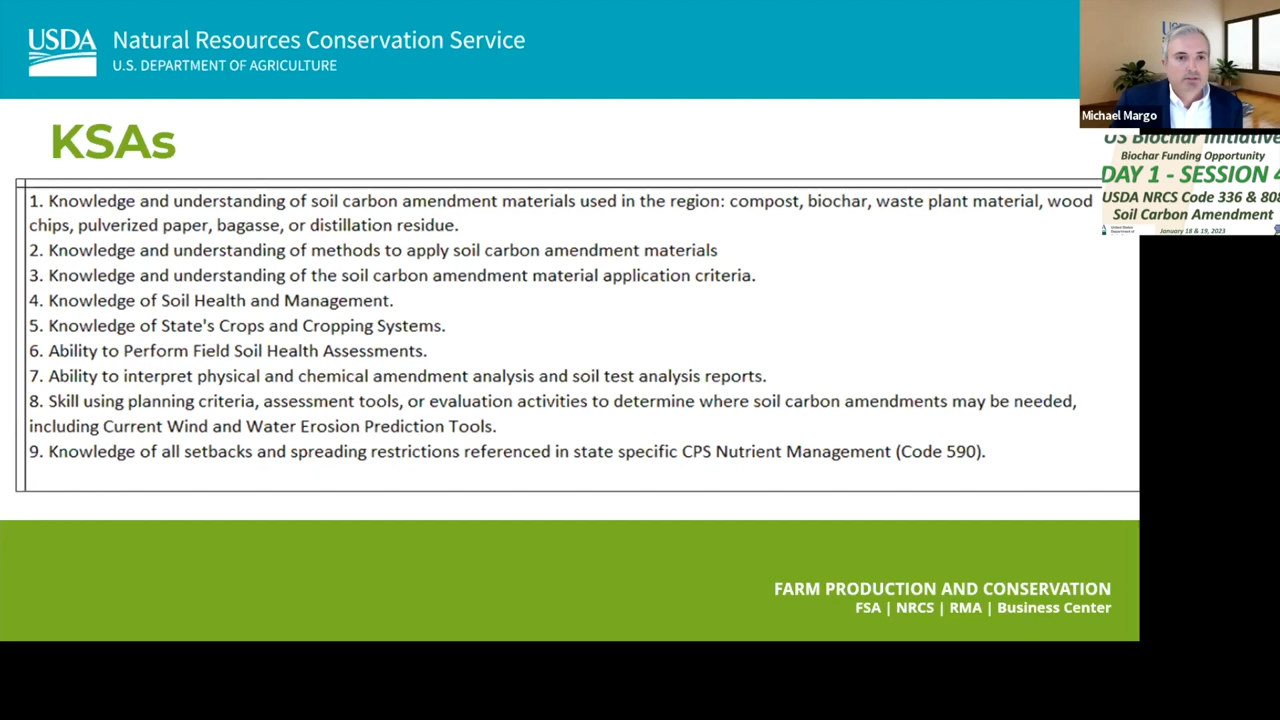 USDA
Natural Resources Conservation Service
U.S. DEPARTMENT OF AGRICULTURE
Michael Margo
US Biochar Initiative
Biochar Funding Opportunity
DAY 1 - SESSION 4
USDA NRCS Code 336 & 808
Soil Carbon Amendment
January 18 & 19, 2023
United States
Department of
KSAs
1. Knowledge and understanding of soil carbon amendment materials used in the region: compost, biochar, waste plant material, wood
chips, pulverized paper, bagasse, or distillation residue.
2. Knowledge and understanding of methods to apply soil carbon amendment materials
3. Knowledge and understanding of the soil carbon amendment material application criteria.
4. Knowledge of Soil Health and Management.
5. Knowledge of State's Crops and Cropping Systems.
6. Ability to Perform Field Soil Health Assessments.
7. Ability to interpret physical and chemical amendment analysis and soil test analysis reports.
8. Skill using planning criteria, assessment tools, or evaluation activities to determine where soil carbon amendments may be needed,
including Current Wind and Water Erosion Prediction Tools.
9. Knowledge of all setbacks and spreading restrictions referenced in state specific CPS Nutrient Management (Code 590).
FARM PRODUCTION AND CONSERVATION
FSA | NRCS | RMA | Business Center